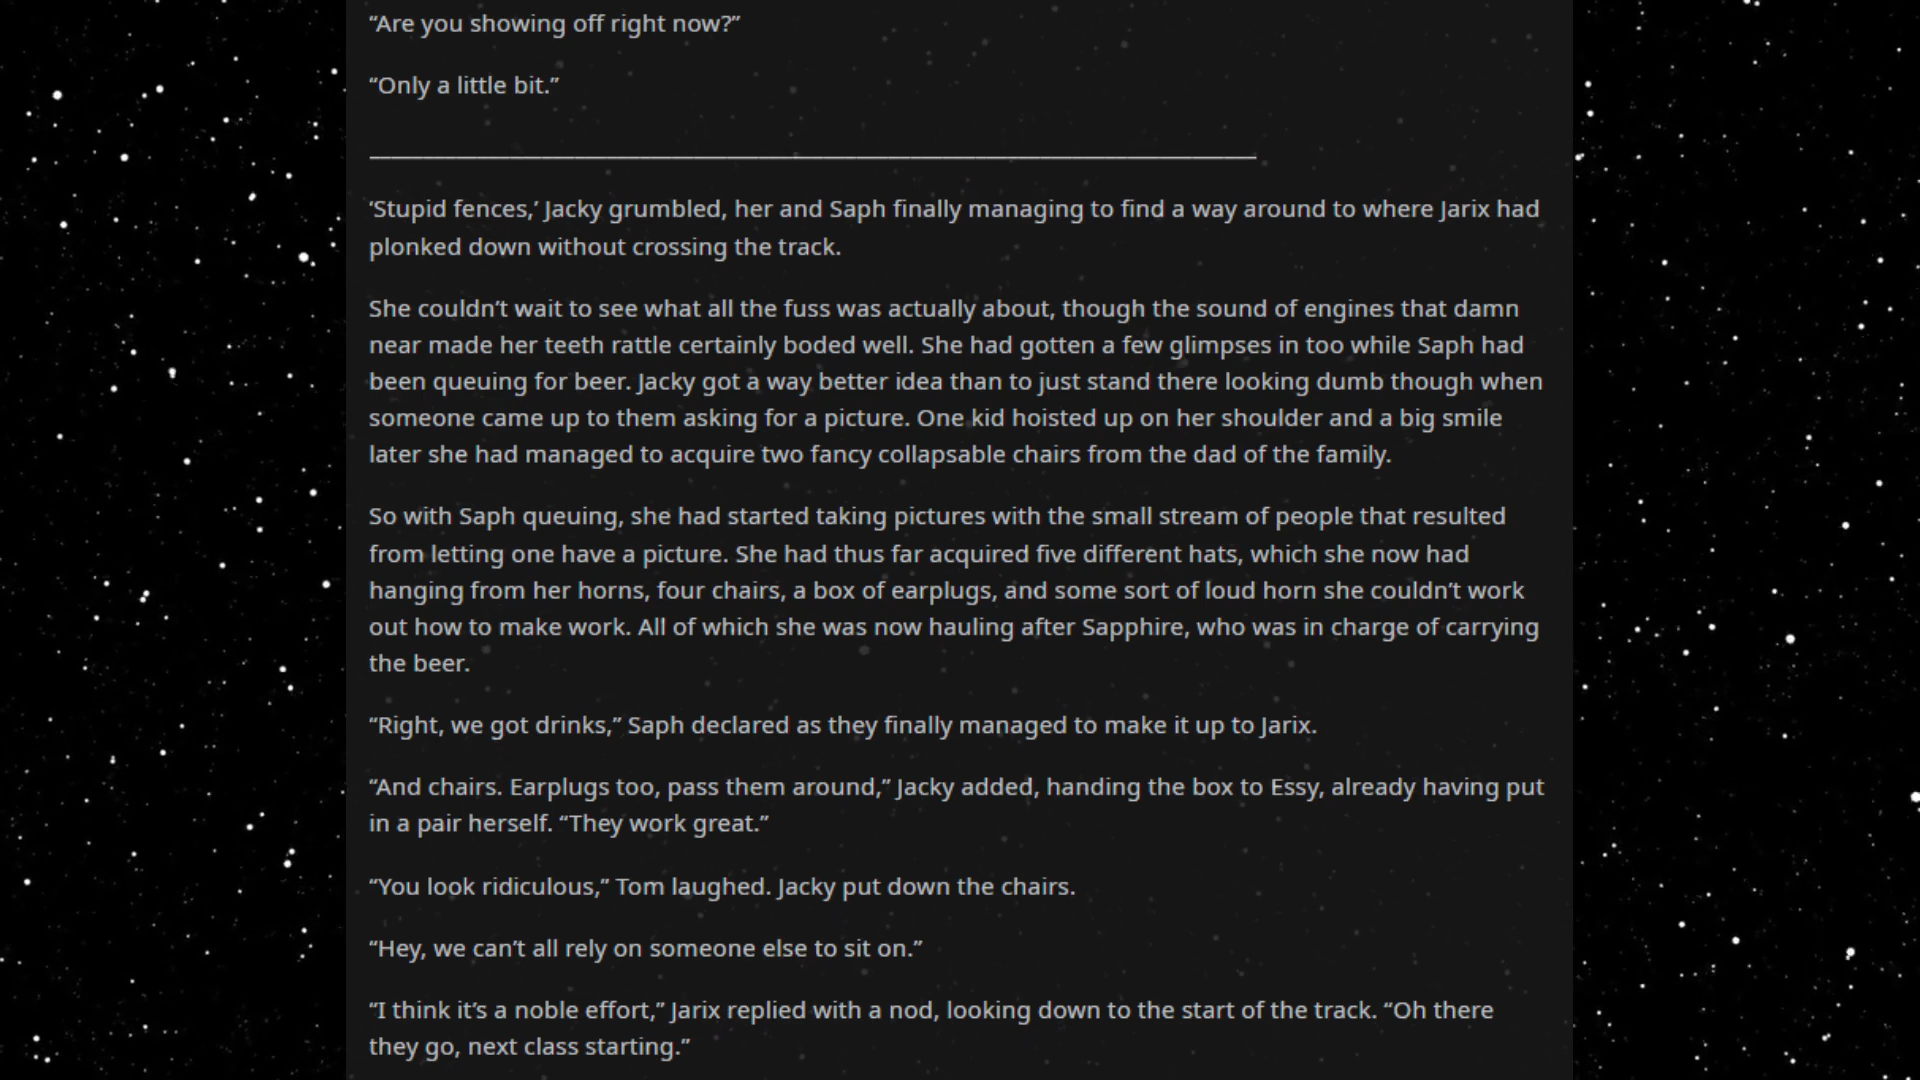 “Are you showing off right now?”
“Only a little bit.”
‘Stupid fences,’ Jacky grumbled, her and Saph finally managing to find a way around to where Jarix had
plonked down without crossing the track.
She couldn’t wait to see what all the fuss was actually about, though the sound of engines that damn
near made her teeth rattle certainly boded well. She had gotten a few glimpses in too while Saph had
been queuing for beer. Jacky got a way better idea than to just stand there looking dumb though when
someone came up to them asking for a picture. One kid hoisted up on her shoulder and a big smile
later she had managed to acquire two fancy collapsable chairs from the dad of the family.
So with Saph queuing, she had started taking pictures with the small stream of people that resulted
from letting one have a picture. She had thus far acquired five different hats, which she now had
hanging from her horns, four chairs, a box of earplugs, and some sort of loud horn she couldn’t work
out how to make work. All of which she was now hauling after Sapphire, who was in charge of carrying
the beer.
“Right, we got drinks,” Saph declared as they finally managed to make it up to Jarix.
“And chairs. Earplugs too, pass them around,” Jacky added, handing the box to Essy, already having put
in a pair herself. “They work great.”
“You look ridiculous,” Tom laughed. Jacky put down the chairs.
“Hey, we can’t all rely on someone else to sit on.”
“I think it’s a noble effort,” Jarix replied with a nod, looking down to the start of the track. “Oh there
they go, next class starting.”